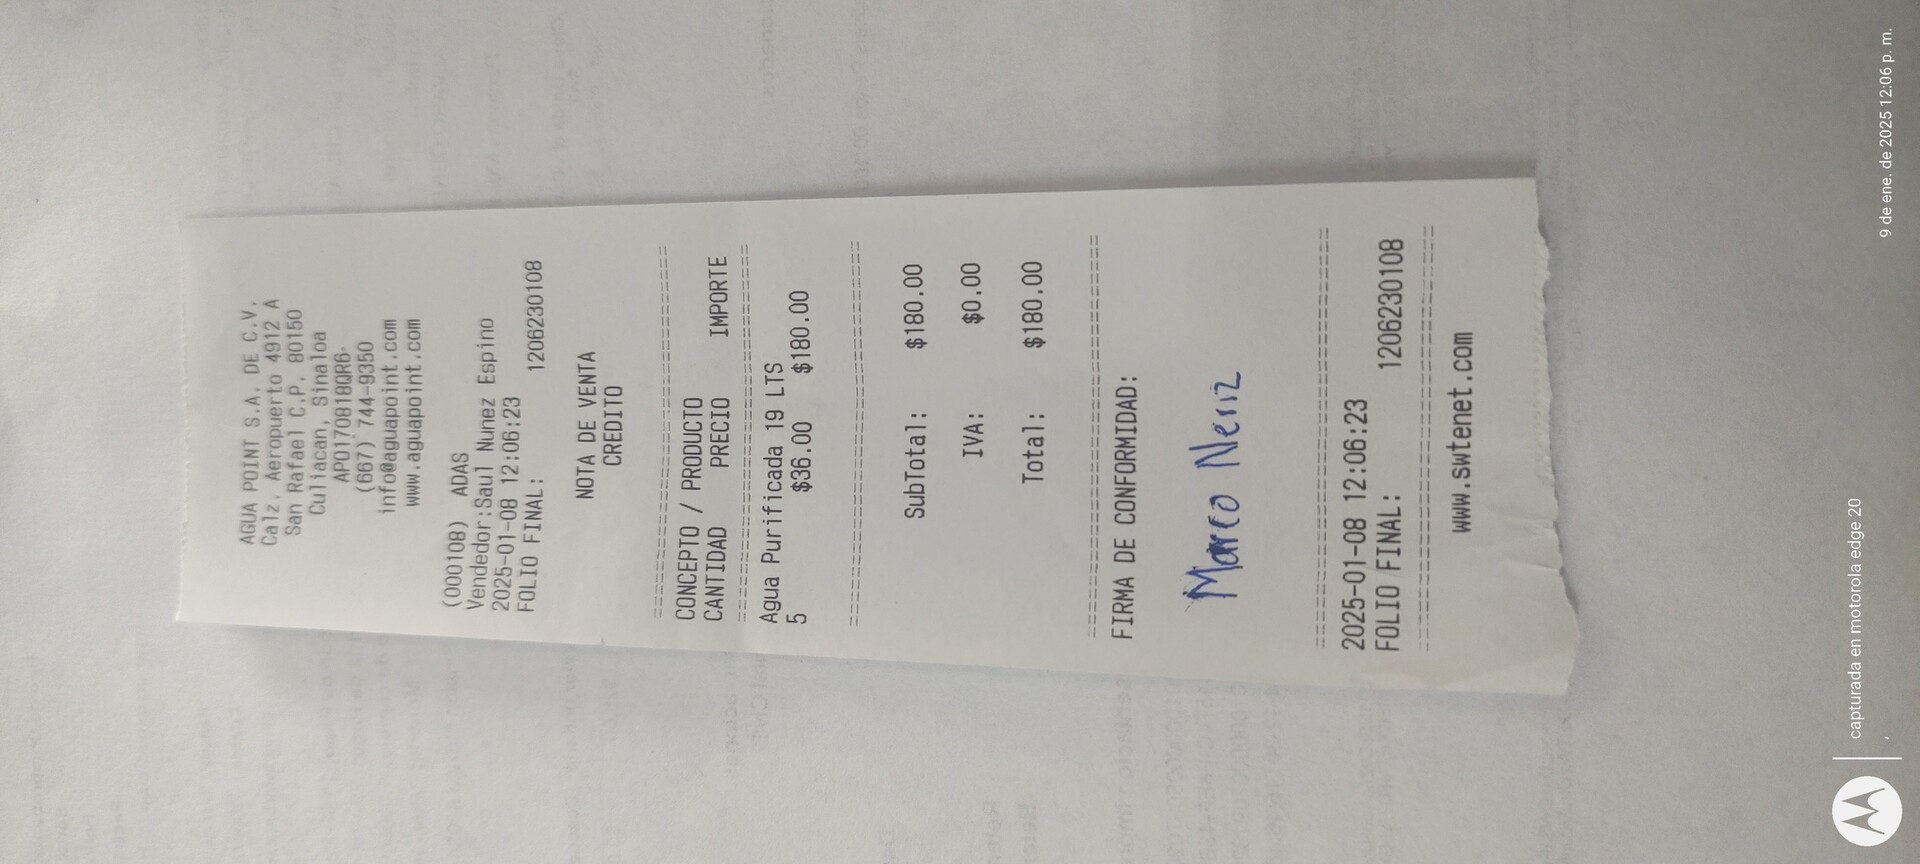 AGUA POINT S.A. DE C.V.
Calz. Aeropuerto 4912 A
San Rafael C.P. 80150
Culiacan, Sinaloa
APO170818QR6
(667) 744-9350
info@aguapoint.com
www.aguapoint.com
(000108) ADAS
Vendedor:Saul Nunez Espino
2025-01-08 12:06:23
FOLIO FINAL: 1206230108
NOTA DE VENTA
CREDITO
CONCEPTO / PRODUCTO
CANTIDAD PRECIO IMPORTE
Agua Purificada 19 LTS
5 $36.00 $180.00
SubTotal: $180.00
IVA: $0.00
Total: $180.00
FIRMA DE CONFORMIDAD:
Marco Neriz
2025-01-08 12:06:23
FOLIO FINAL: 1206230108
www.swtenet.com
capturada en motorola edge 20
9 de ene. de 2025 12:06 p. m.